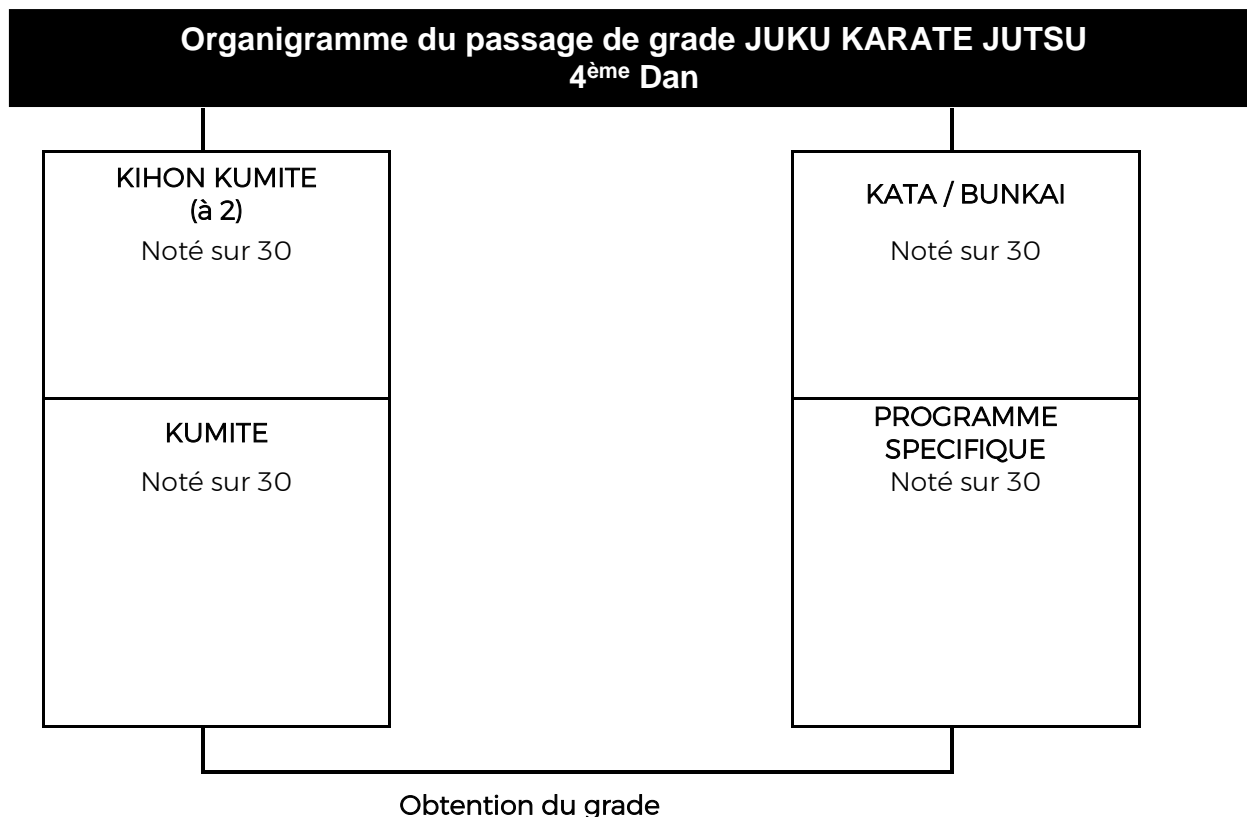 Organigramme du passage de grade JUKU KARATE JUTSU
4ème Dan
KIHON KUMITE
(à 2)
Noté sur 30
KUMITE
Noté sur 30
KATA / BUNKAI
Noté sur 30
PROGRAMME
SPECIFIQUE
Noté sur 30
Obtention du grade